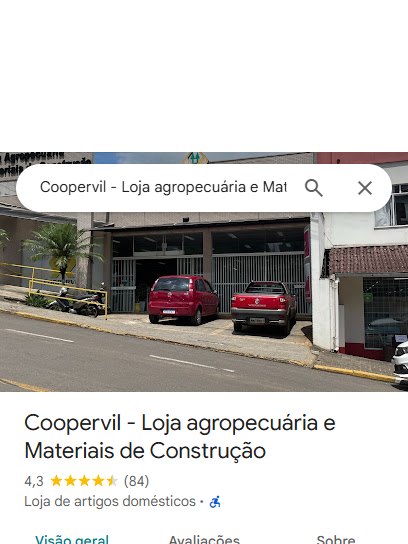 Agropecuária
Coopervil - Loja agropecuária e Mat
Coopervil - Loja agropecuária e
Materiais de Construção
4,3 (84)
Loja de artigos domésticos ·
Visão geral Avaliações Sobre